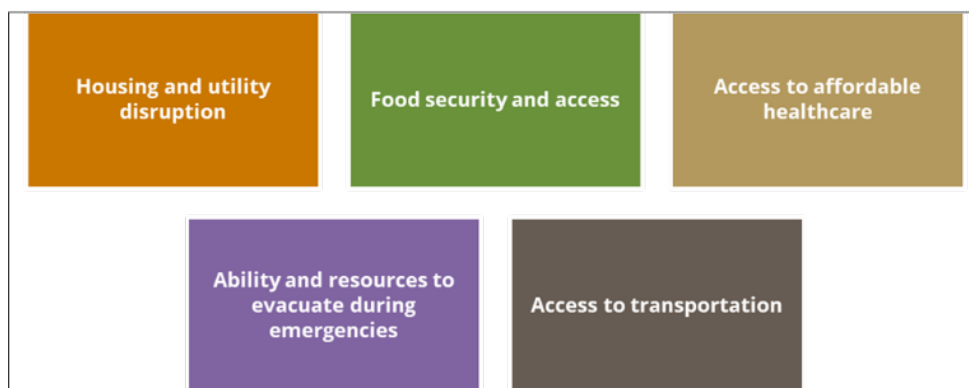 Housing and utility
disruption
Food security and access
Access to affordable
healthcare
Ability and resources to
evacuate during
emergencies
Access to transportation